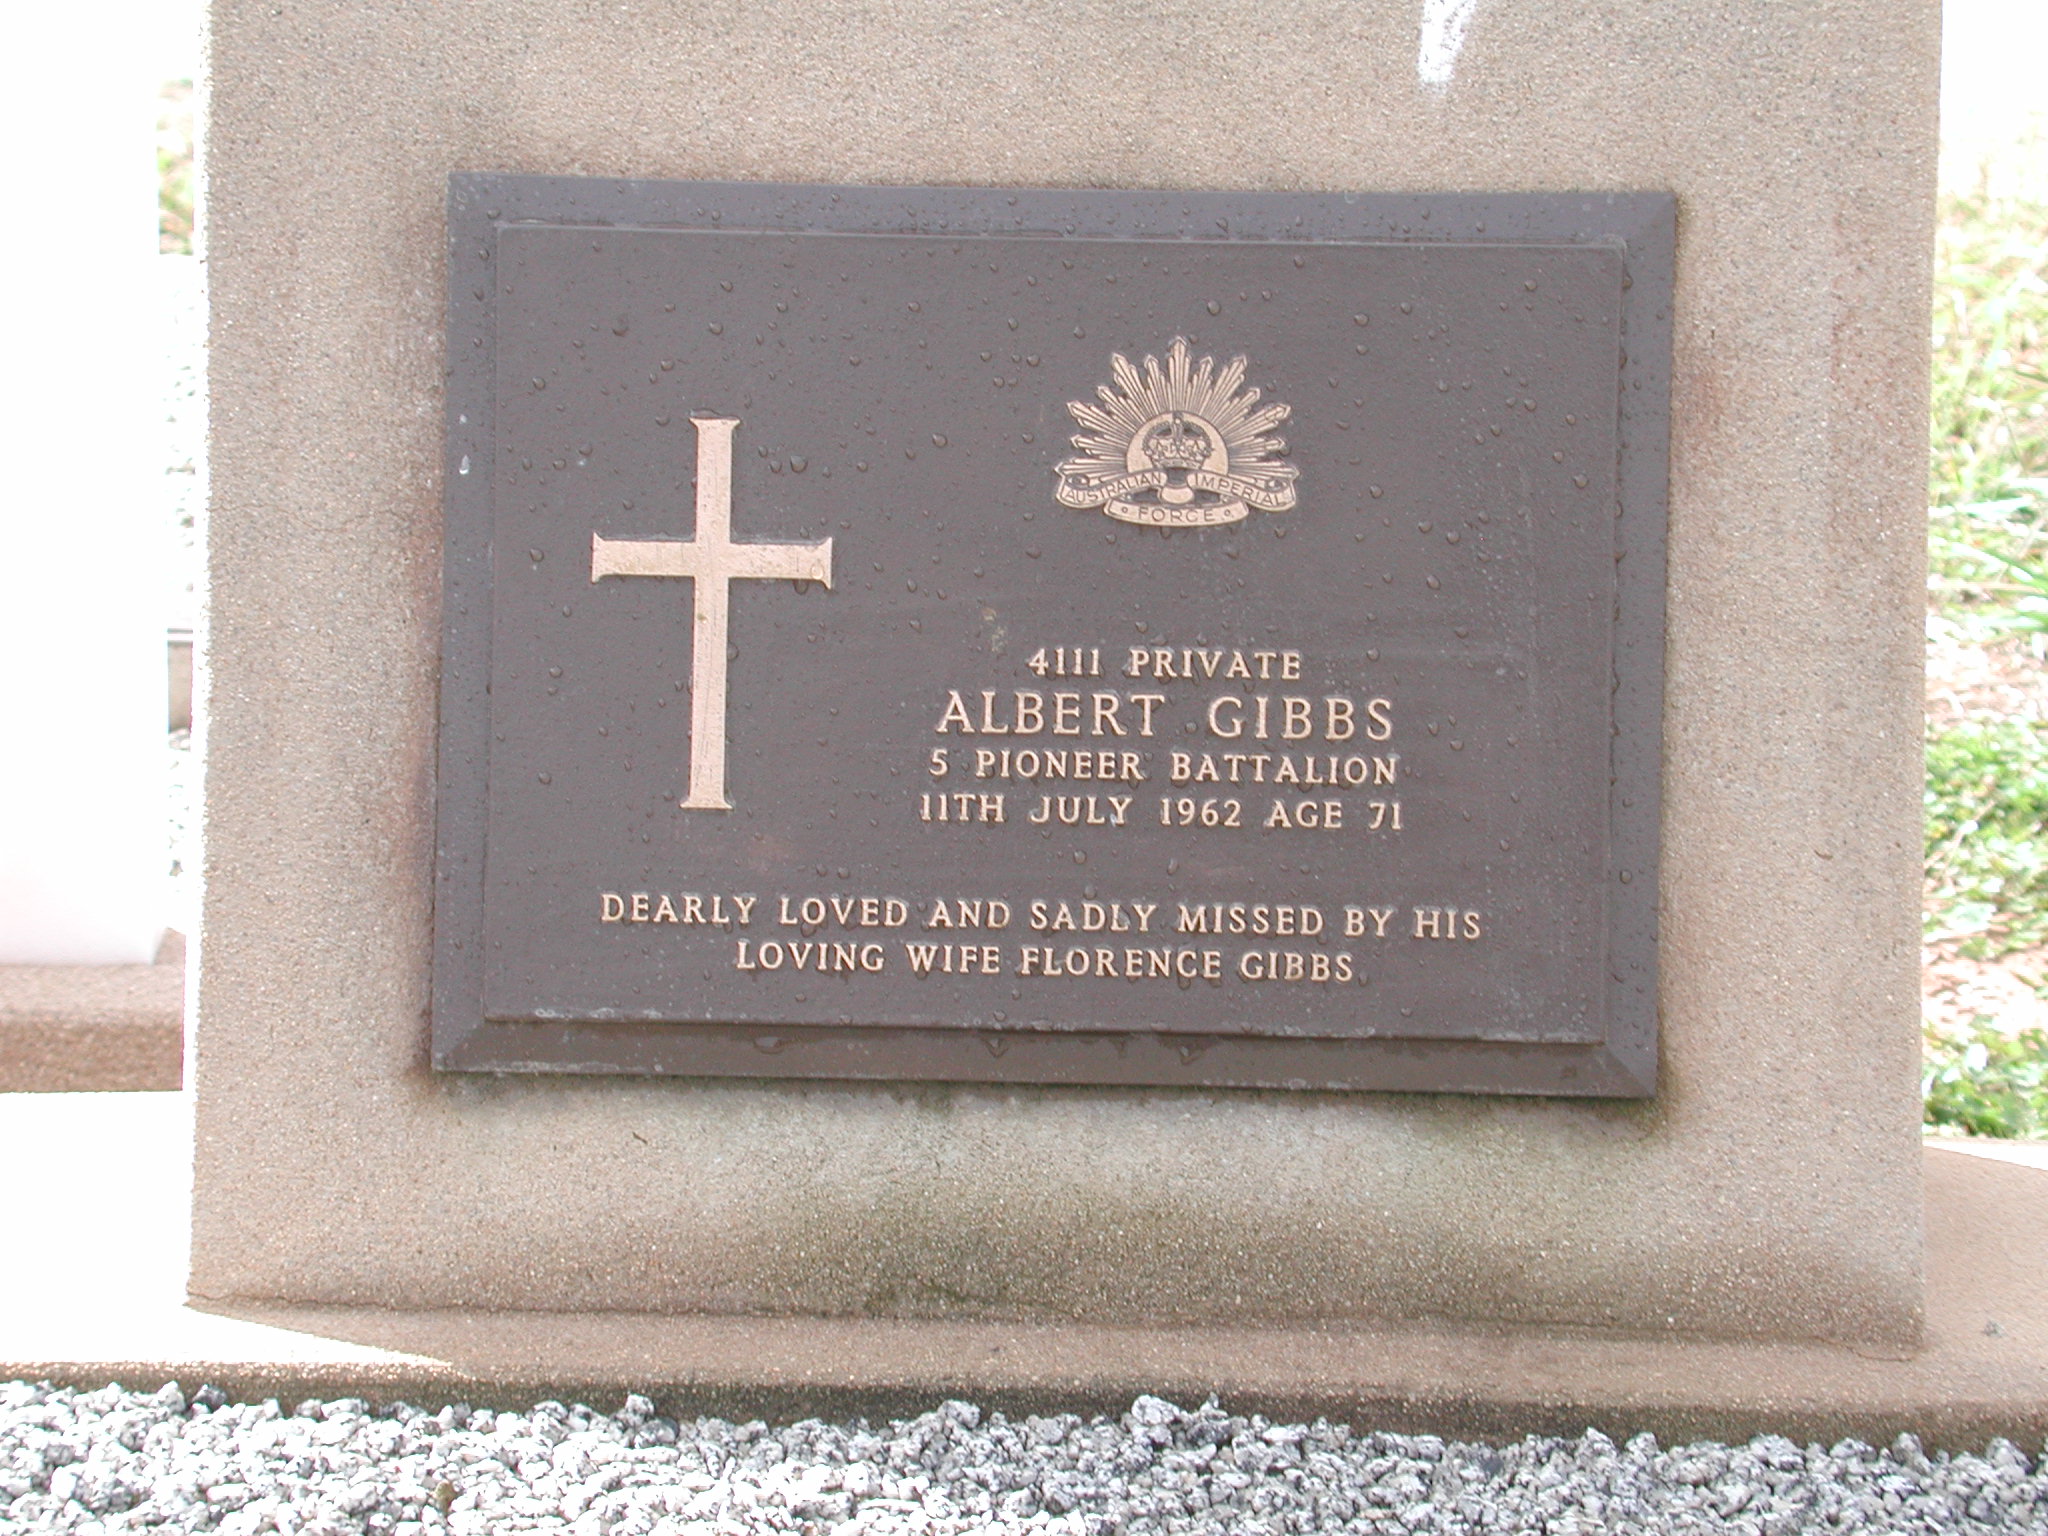 AUSTRALIAN IMPERIAL
FORCE
4111 PRIVATE
ALBERT GIBBS
5 PIONEER BATTALION
11TH JULY 1962 AGE 71
DEARLY LOVED AND SADLY MISSED BY HIS
LOVING WIFE FLORENCE GIBBS